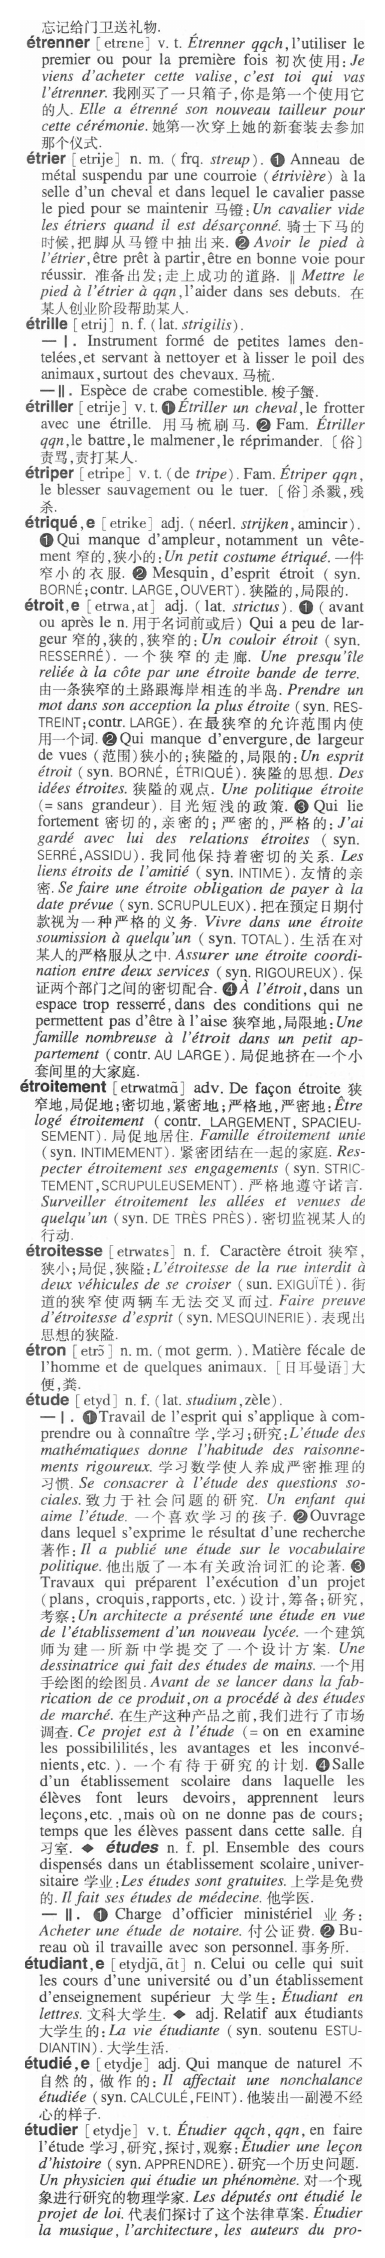 忘记给门卫送礼物.
étrenner [etrɛne] v. t. Étrenner qqch, l'utiliser le
premier ou pour la première fois 初次使用: Je
viens d'acheter cette valise, c'est toi qui vas
l'étrenner. 我刚买了一只箱子,你是第一个使用它
的人. Elle a étrenné son nouveau tailleur pour
cette cérémonie. 她第一次穿上她的新套装去参加
那个仪式.
étrier [etrije] n. m. (frq. streup). ❶ Anneau de
métal suspendu par une courroie (étrivière) à la
selle d'un cheval et dans lequel le cavalier passe
le pied pour se maintenir 马镫: Un cavalier vide
les étriers quand il est désarçonné. 骑士下马的
时候,把脚从马镫中抽出来. ❷ Avoir le pied à
l'étrier, être prêt à partir, être en bonne voie pour
réussir. 准备出发;走上成功的道路. ‖ Mettre le
pied à l'étrier à qqn, l'aider dans ses debuts. 在
某人创业阶段帮助某人.
étrille [etrij] n. f. (lat. strigilis).
— I. Instrument formé de petites lames den-
telées, et servant à nettoyer et à lisser le poil des
animaux, surtout des chevaux. 马梳.
— II. Espèce de crabe comestible. 梭子蟹.
étriller [etrije] v. t. ❶ Étriller un cheval, le frotter
avec une étrille. 用马梳刷马. ❷ Fam. Étriller
qqn, le battre, le malmener, le réprimander. [俗]
责骂,责打某人.
étriper [etripe] v. t. (de tripe). Fam. Étriper qqn,
le blesser sauvagement ou le tuer. [俗]杀戮,残
杀.
étriqué, e [etrike] adj. (néerl. strijken, amincir).
❶ Qui manque d'ampleur, notamment un vête-
ment 窄的,狭小的: Un petit costume étriqué. 一件
窄小的衣服. ❷ Mesquin, d'esprit étroit (syn.
BORNÉ; contr. LARGE, OUVERT). 狭隘的,局限的.
étroit, e [etrwa, at] adj. (lat. strictus). ❶ (avant
ou après le n. 用于名词前或后) Qui a peu de lar-
geur 窄的,狭的,狭窄的: Un couloir étroit (syn.
RESSERRÉ). 一个狭窄的走廊. Une presqu'île
reliée à la côte par une étroite bande de terre.
由一条狭窄的土路跟海岸相连的半岛. Prendre un
mot dans son acception la plus étroite (syn. RES-
TREINT; contr. LARGE). 在最狭窄的允许范围内使
用一个词. ❷ Qui manque d'envergure, de largeur
de vues (范围)狭小的;狭隘的,局限的: Un esprit
étroit (syn. BORNÉ, ÉTRIQUÉ). 狭隘的思想. Des
idées étroites. 狭隘的观点. Une politique étroite
(= sans grandeur). 目光短浅的政策. ❸ Qui lie
fortement 密切的, 亲密的; 严密的, 严格的: J'ai
gardé avec lui des relations étroites (syn.
SERRÉ, ASSIDU). 我同他保持着密切的关系. Les
liens étroits de l'amitié (syn. INTIME). 友情的亲
密. Se faire une étroite obligation de payer à la
date prévue (syn. SCRUPULEUX). 把在预定日期付
款视为一种严格的义务. Vivre dans une étroite
soumission à quelqu'un (syn. TOTAL). 生活在对
某人的严格服从之中. Assurer une étroite coordi-
nation entre deux services (syn. RIGOUREUX). 保
证两个部门之间的密切配合. ❹ À l'étroit, dans un
espace trop resserré, dans des conditions qui ne
permettent pas d'être à l'aise 狭窄地,局限地: Une
famille nombreuse à l'étroit dans un petit ap-
partement (contr. AU LARGE). 局促地挤在一个小
套间里的大家庭.
étroitement [etrwatmɑ̃] adv. De façon étroite 狭
窄地,局促地;密切地,紧密地;严格地,严密地: Être
logé étroitement (contr. LARGEMENT, SPACIEU-
SEMENT). 局促地居住. Famille étroitement unie
(syn. INTIMEMENT). 紧密团结在一起的家庭. Res-
pecter étroitement ses engagements (syn. STRIC-
TEMENT, SCRUPULEUSEMENT). 严格地遵守诺言.
Surveiller étroitement les allées et venues de
quelqu'un (syn. DE TRÈS PRÈS). 密切监视某人的
行动.
étroitesse [etrwatɛs] n. f. Caractère étroit 狭窄,
狭小;局促,狭隘: L'étroitesse de la rue interdit à
deux véhicules de se croiser (sun. EXIGUÏTÉ). 街
道的狭窄使两辆车无法交叉而过. Faire preuve
d'étroitesse d'esprit (syn. MESQUINERIE). 表现出
思想的狭隘.
étron [etrɔ̃] n. m. (mot germ.). Matière fécale de
l'homme et de quelques animaux. [日耳曼语]大
便,粪.
étude [etyd] n. f. (lat. studium, zèle).
— I. ❶ Travail de l'esprit qui s'applique à com-
prendre ou à connaître 学,学习;研究: L'étude des
mathématiques donne l'habitude des raisonne-
ments rigoureux. 学习数学使人养成严密推理的
习惯. Se consacrer à l'étude des questions so-
ciales. 致力于社会问题的研究. Un enfant qui
aime l'étude. 一个喜欢学习的孩子. ❷ Ouvrage
dans lequel s'exprime le résultat d'une recherche
著作: Il a publié une étude sur le vocabulaire
politique. 他出版了一本有关政治词汇的论著. ❸
Travaux qui préparent l'exécution d'un projet
(plans, croquis, rapports, etc.) 设计,筹备;研究,
考察: Un architecte a présenté une étude en vue
de l'établissement d'un nouveau lycée. 一个建筑
师为建一所新中学提交了一个设计方案. Une
dessinatrice qui fait des études de mains. 一个用
手绘图的绘图员. Avant de se lancer dans la fab-
rication de ce produit, on a procédé à des études
de marché. 在生产这种产品之前,我们进行了市场
调查. Ce projet est à l'étude (= on en examine
les possibililités, les avantages et les inconvé-
nients, etc.). 一个有待于研究的计划. ❹ Salle
d'un établissement scolaire dans laquelle les
élèves font leurs devoirs, apprennent leurs
leçons, etc., mais où on ne donne pas de cours;
temps que les élèves passent dans cette salle. 自
习室. ◆ études n. f. pl. Ensemble des cours
dispensés dans un établissement scolaire, univer-
sitaire 学业: Les études sont gratuites. 上学是免费
的. Il fait ses études de médecine. 他学医.
— II. ❶ Charge d'officier ministériel 业务:
Acheter une étude de notaire. 付公证费. ❷ Bu-
reau où il travaille avec son personnel. 事务所.
étudiant, e [etydjɑ̃, ɑ̃t] n. Celui ou celle qui suit
les cours d'une université ou d'un établissement
d'enseignement supérieur 大学生: Étudiant en
lettres. 文科大学生. ◆ adj. Relatif aux étudiants
大学生的: La vie étudiante (syn. soutenu ESTU-
DIANTIN). 大学生活.
étudié, e [etydje] adj. Qui manque de naturel 不
自然的, 做作的: Il affectait une nonchalance
étudiée (syn. CALCULÉ, FEINT). 他装出一副漫不经
心的样子.
étudier [etydje] v. t. Étudier qqch, qqn, en faire
l'étude 学习,研究,探讨,观察: Étudier une leçon
d'histoire (syn. APPRENDRE). 研究一个历史问题.
Un physicien qui étudie un phénomène. 对一个现
象进行研究的物理学家. Les députés ont étudié le
projet de loi. 代表们探讨了这个法律草案. Étudier
la musique, l'architecture, les auteurs du pro-